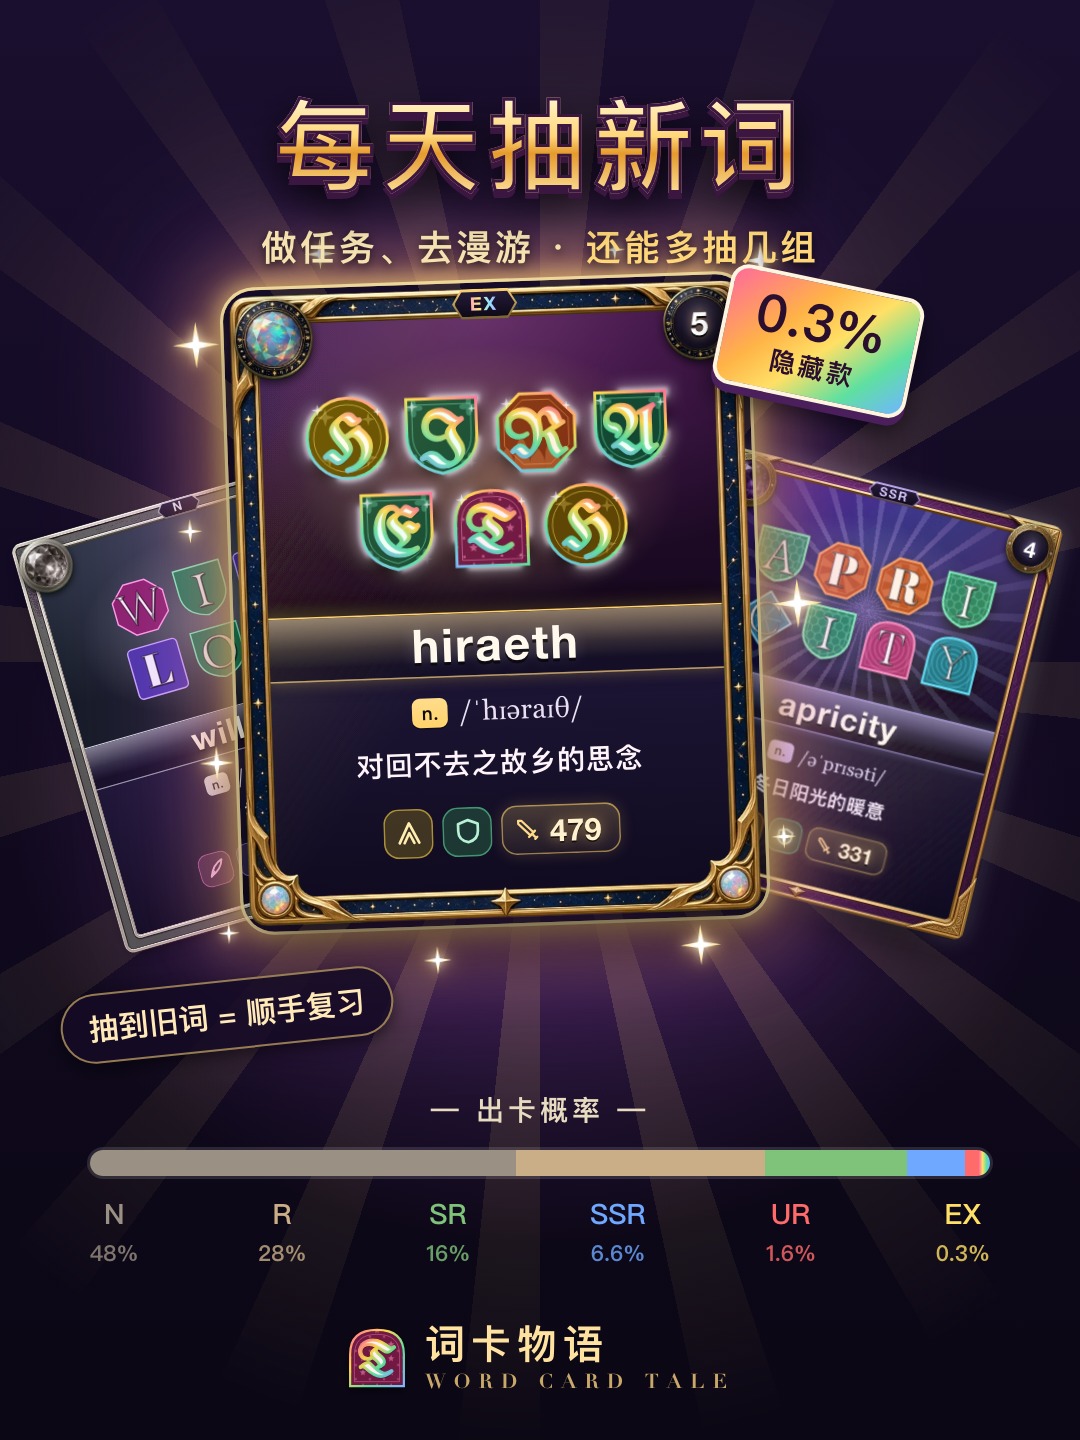 每天抽新词
做任务、去漫游 · 还能多抽几组
EX
5
0.3%
隐藏款
H I R A
E T H
hiraeth
n. /ˈhɪəraɪθ/
对回不去之故乡的思念
479
N
W I
L O
n.
SSR
4
A P R I
I T Y
apricity
n. /əˈprɪsəti/
冬日阳光的暖意
331
抽到旧词 = 顺手复习
— 出卡概率 —
N R SR SSR UR EX
48% 28% 16% 6.6% 1.6% 0.3%
词卡物语
WORD CARD TALE